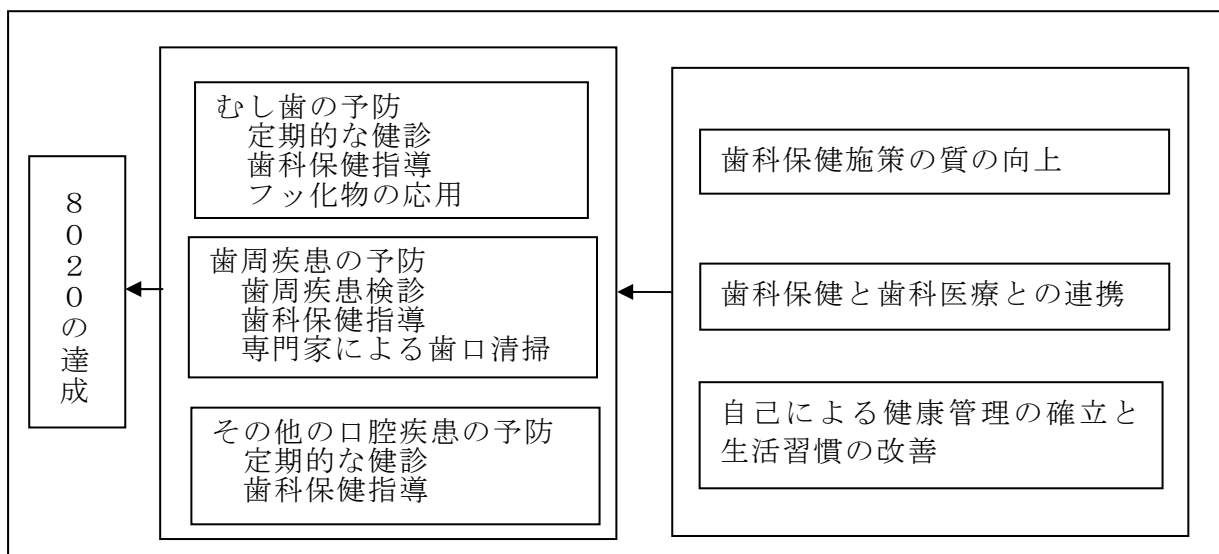 ８０２０の達成
むし歯の予防
定期的な健診
歯科保健指導
フッ化物の応用
歯周疾患の予防
歯周疾患検診
歯科保健指導
専門家による歯口清掃
その他の口腔疾患の予防
定期的な健診
歯科保健指導
歯科保健施策の質の向上
歯科保健と歯科医療との連携
自己による健康管理の確立と
生活習慣の改善